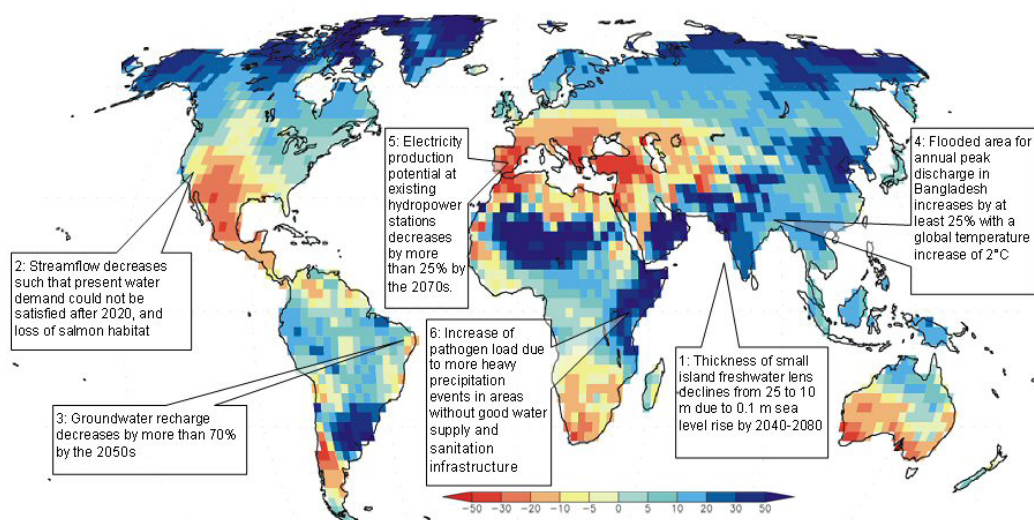 5: Electricity
production
potential at
existing
hydropower
stations
decreases
by more
than 25% by
the 2070s.
4: Flooded area for
annual peak
discharge in
Bangladesh
increases by at
least 25% with a
global temperature
increase of 2°C
2: Streamflow decreases
such that present water
demand could not be
satisfied after 2020, and
loss of salmon habitat
6: Increase of
pathogen load due
to more heavy
precipitation
events in areas
without good water
supply and
sanitation
infrastructure
1: Thickness of small
island freshwater lens
declines from 25 to 10
m due to 0.1 m sea
level rise by 2040-2080
3: Groundwater recharge
decreases by more than 70%
by the 2050s
-50 -30 -20 -10 -5 0 5 10 20 30 50